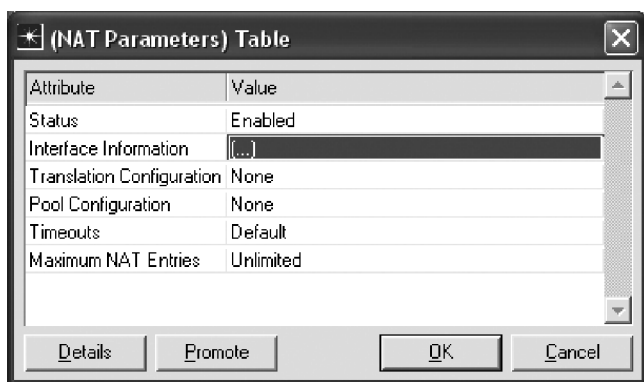 (NAT Parameters) Table
Attribute Value
Status Enabled
Interface Information (...)
Translation Configuration None
Pool Configuration None
Timeouts Default
Maximum NAT Entries Unlimited
Details Promote OK Cancel